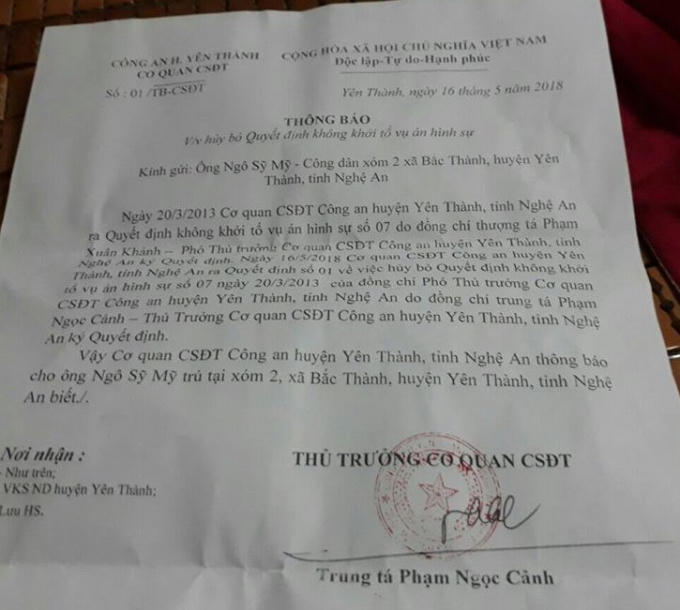 CÔNG AN H. YÊN THÀNH
CƠ QUAN CSĐT
Số : 01 /TB-CSĐT
CỘNG HÒA XÃ HỘI CHỦ NGHĨA VIỆT NAM
Độc lập-Tự do-Hạnh phúc
Yên Thành, ngày 16 tháng 5 năm 2018
THÔNG BÁO
V/v hủy bỏ Quyết định không khởi tố vụ án hình sự
Kính gửi: Ông Ngô Sỹ Mỹ - Công dân xóm 2 xã Bắc Thành, huyện Yên
Thành, tỉnh Nghệ An
Ngày 20/3/2013 Cơ quan CSĐT Công an huyện Yên Thành, tỉnh Nghệ An
ra Quyết định không khởi tố vụ án hình sự số 07 do đồng chí thượng tá Phạm
Xuân Khánh – Phó Thủ trưởng Cơ quan CSĐT Công an huyện Yên Thành, tỉnh
Nghệ An ký Quyết định. Ngày 16/5/2018 Cơ quan CSĐT Công an huyện Yên
Thành, tỉnh Nghệ An ra Quyết định số 01 về việc hủy bỏ Quyết định không khởi
tố vụ án hình sự số 07 ngày 20/3/2013 của đồng chí Phó Thủ trưởng Cơ quan
CSĐT Công an huyện Yên Thành, tỉnh Nghệ An do đồng chí trung tá Phạm
Ngọc Cảnh – Thủ Trưởng Cơ quan CSĐT Công an huyện Yên Thành, tỉnh Nghệ
An ký Quyết định.
Vậy Cơ quan CSĐT Công an huyện Yên Thành, tỉnh Nghệ An thông báo
cho ông Ngô Sỹ Mỹ trú tại xóm 2, xã Bắc Thành, huyện Yên Thành, tỉnh Nghệ
An biết./.
Nơi nhận :
- Như trên;
VKS ND huyện Yên Thành;
Lưu HS.
THỦ TRƯỞNG CƠ QUAN CSĐT
Trung tá Phạm Ngọc Cảnh